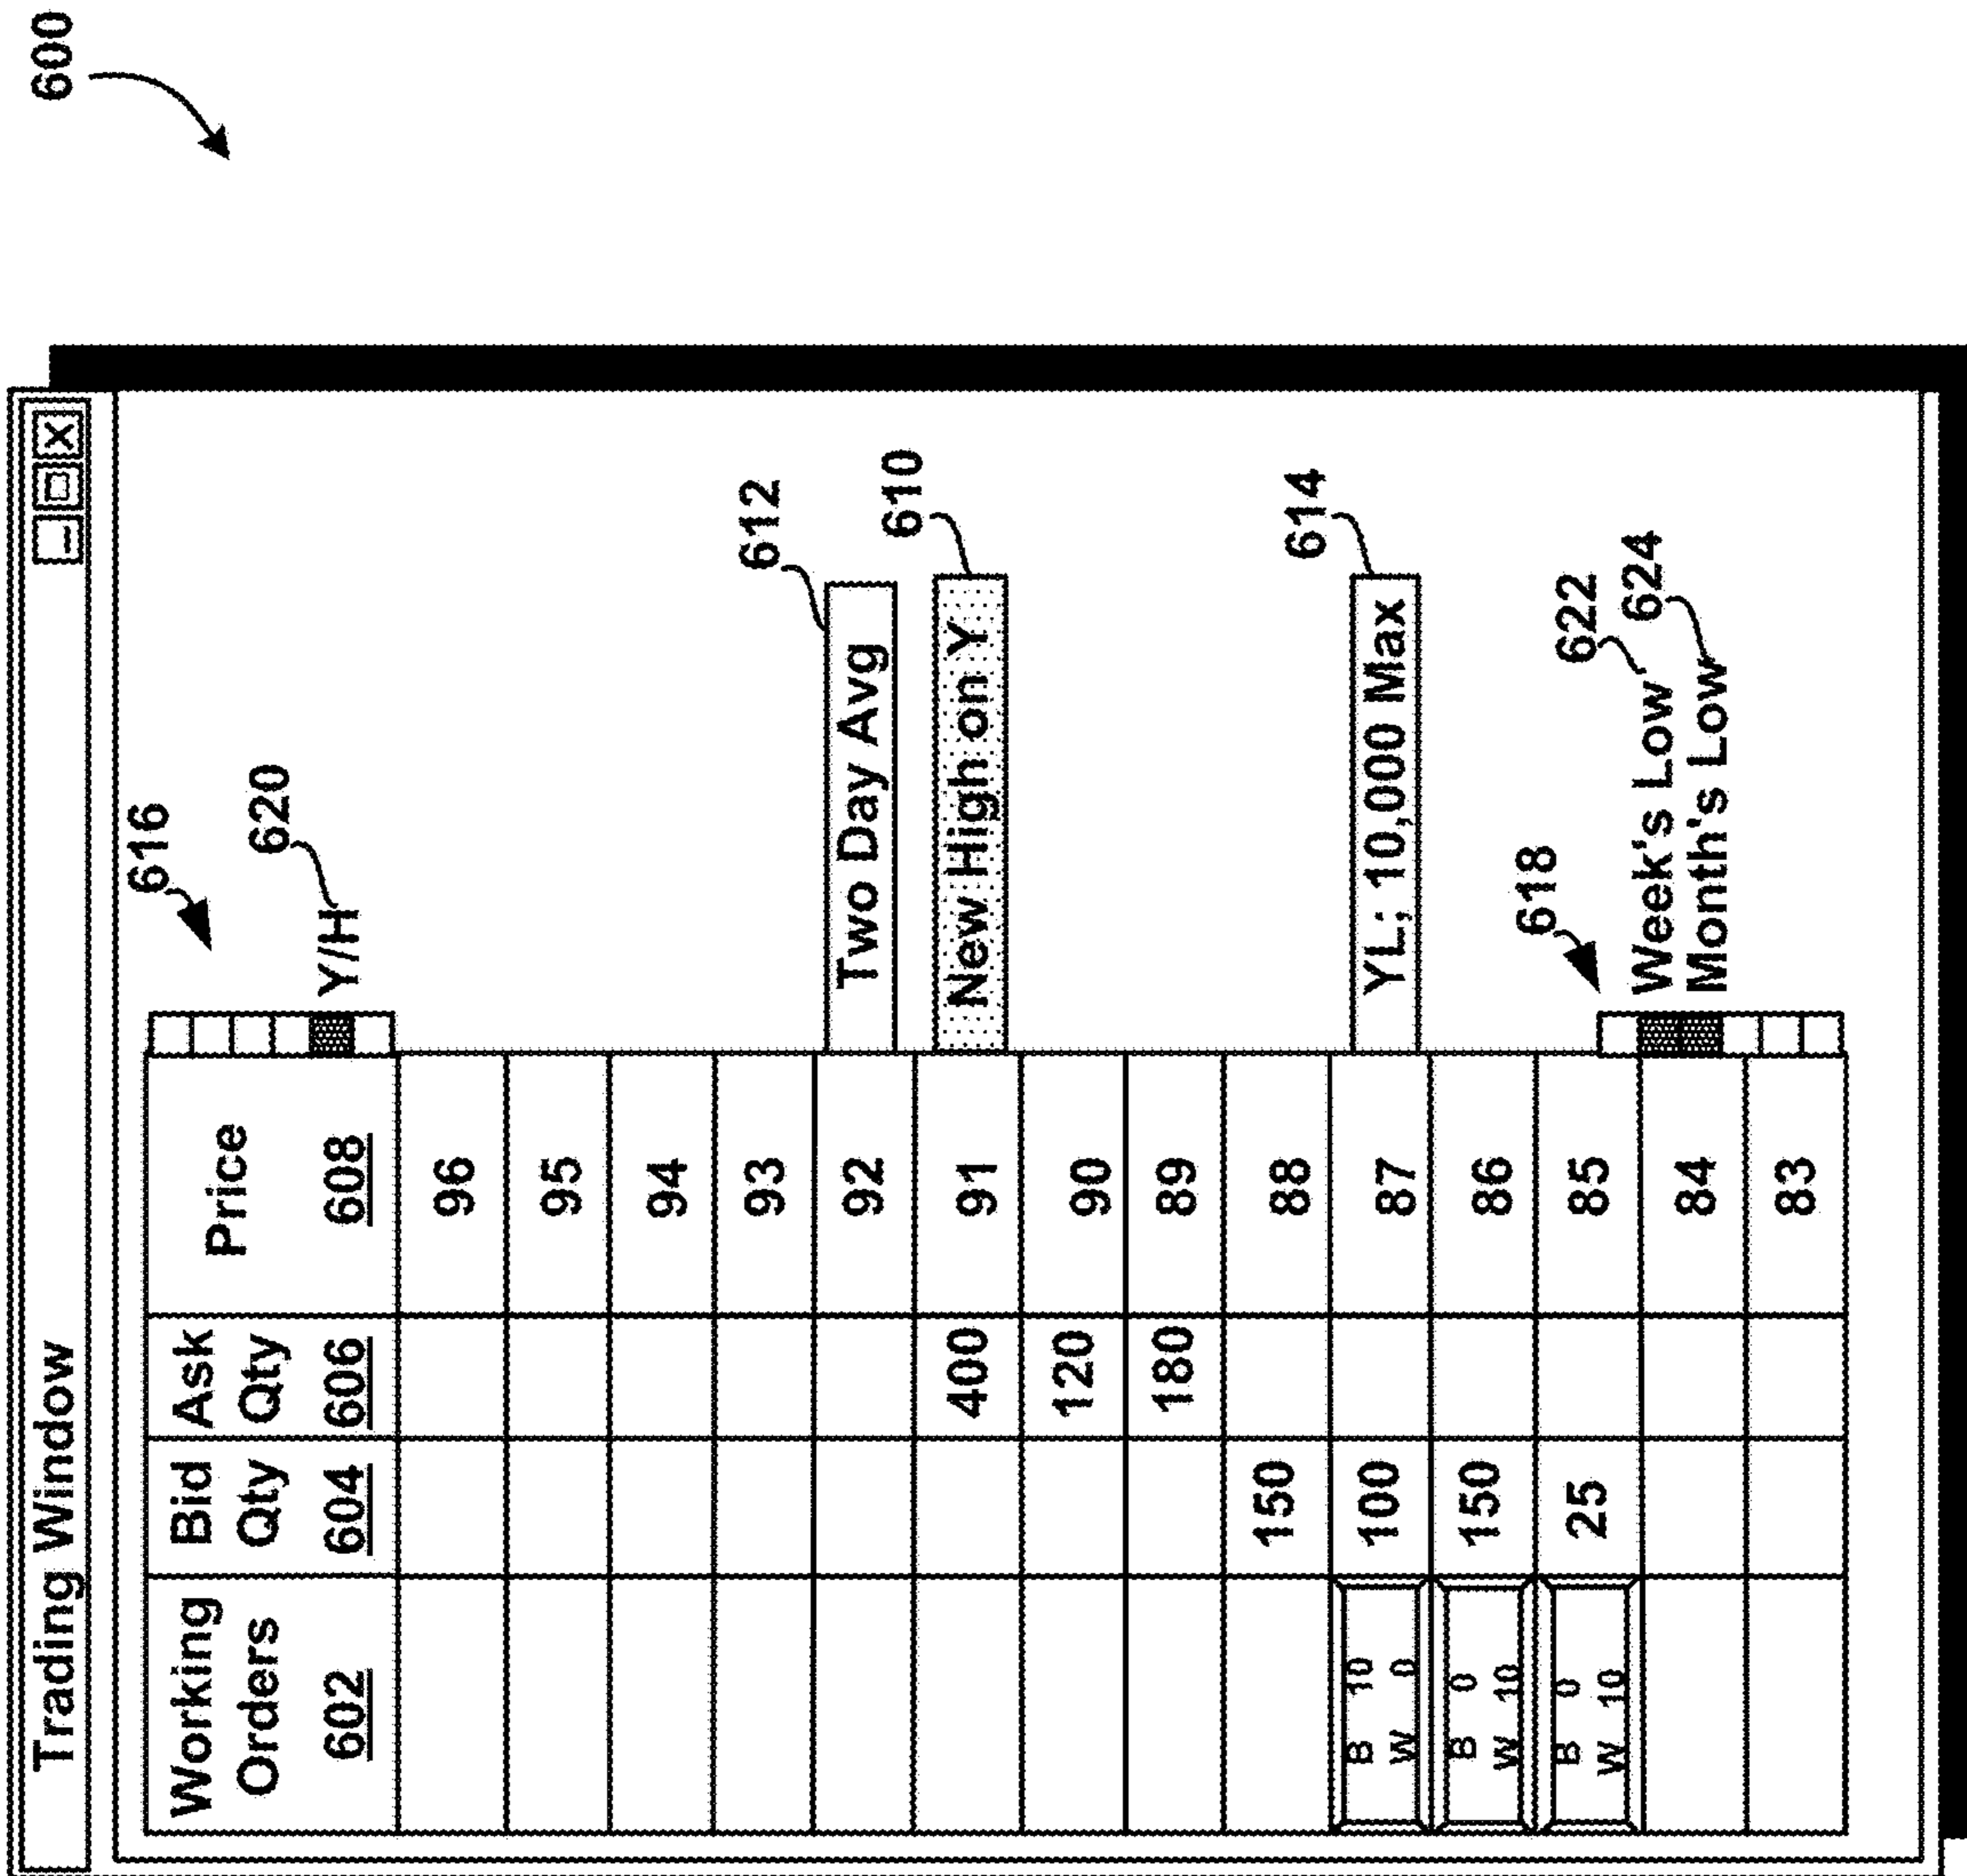 600
Trading Window
Working Orders 602
Bid Qty 604
Ask Qty 606
Price 608
616
620
Y/H
96
95
94
93
92
Two Day Avg
612
400 91
New High on Y
610
120 90
180 89
150 88
B 10
W 0
100 87
YL; 10,000 Max
614
B 0
W 10
150 86
B 0
W 10
25 85
618
Week's Low
622
Month's Low
624
84
83